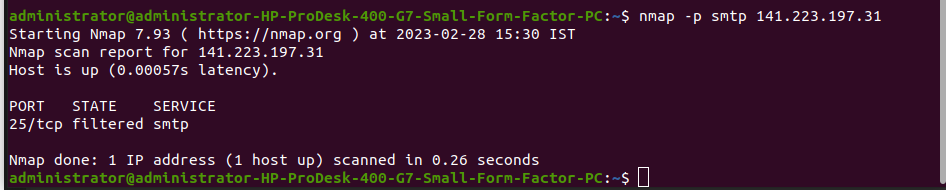 administrator@administrator-HP-ProDesk-400-G7-Small-Form-Factor-PC:~$ nmap -p smtp 141.223.197.31
Starting Nmap 7.93 ( https://nmap.org ) at 2023-02-28 15:30 IST
Nmap scan report for 141.223.197.31
Host is up (0.00057s latency).
PORT   STATE    SERVICE
25/tcp filtered smtp
Nmap done: 1 IP address (1 host up) scanned in 0.26 seconds
administrator@administrator-HP-ProDesk-400-G7-Small-Form-Factor-PC:~$